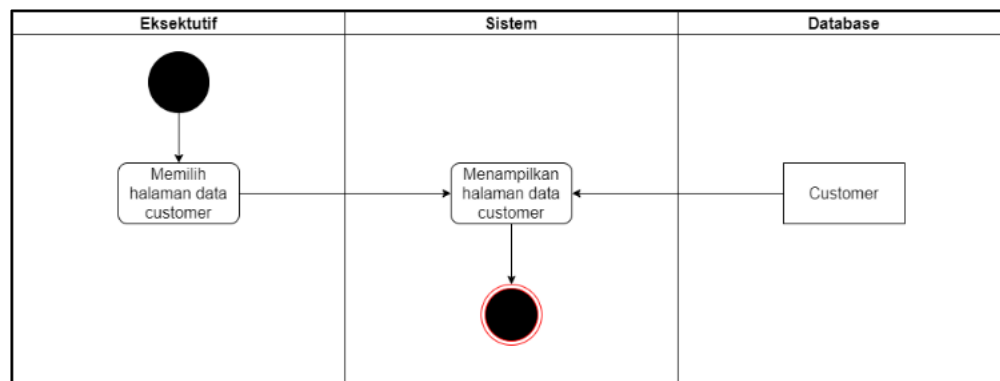 Eksektutif
Sistem
Database
Memilih
halaman data
customer
Menampilkan
halaman data
customer
Customer